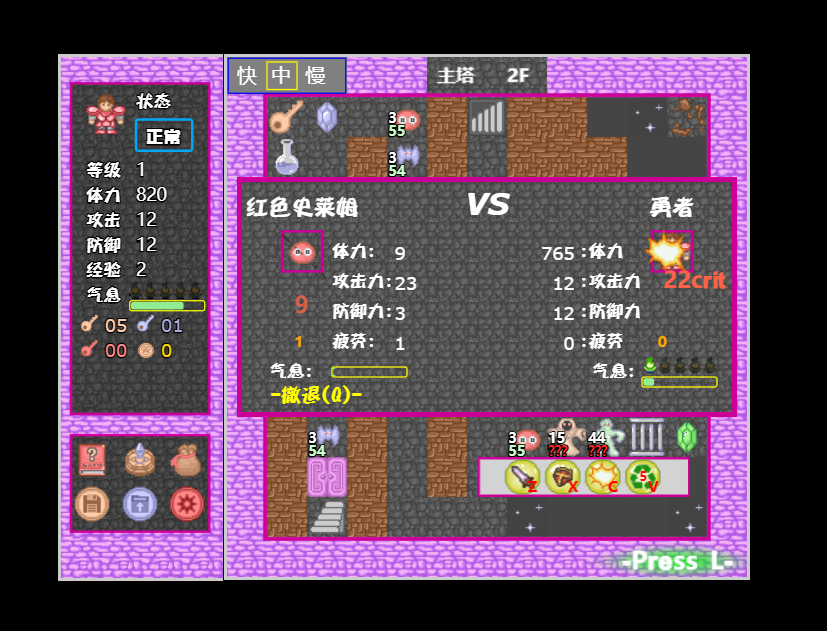 状态
正常
等级 1
体力 820
攻击 12
防御 12
经验 2
气息
05 01
00 0
快 中 慢
主塔 2F
3
55
3
54
红色史莱姆 VS 勇者
体力: 9
765 :体力
攻击力:23
12 :攻击力
22crit
9
防御力:3
12 :防御力
1
疲劳: 1
0 :疲劳
0
气息:
气息:
-撤退(Q)-
3
54
3
55
15
???
44
???
Z X C 5 V
-Press L-